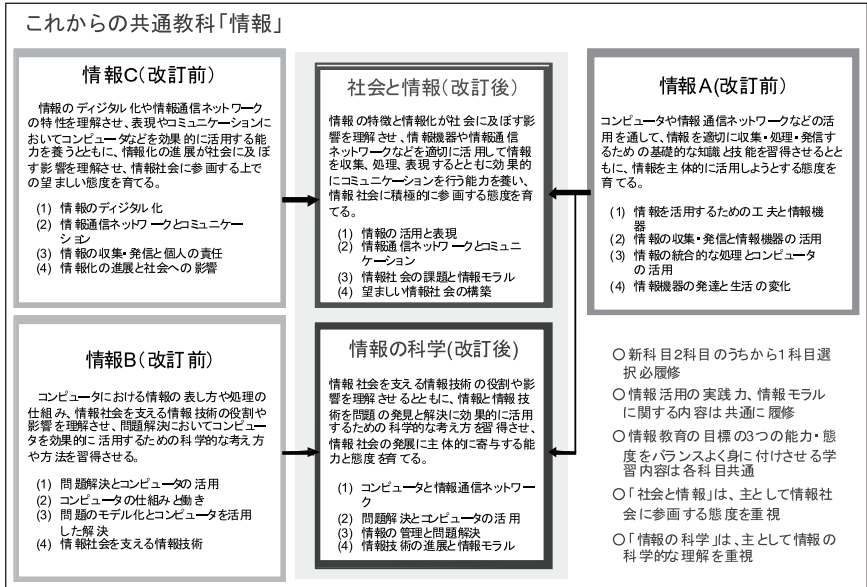 これからの共通教科「情報」
情報C(改訂前)
情報のディジタル化や情報通信ネットワーク
の特性を理解させ、表現やコミュニケーションに
おいてコンピュータなどを効果的に活用する能
力を養うとともに、情報化の進展が社会に及ぼ
す影響を理解させ、情報社会に参画する上で
の望ましい態度を育てる。
(1) 情報のディジタル化
(2) 情報通信ネットワークとコミュニケー
ション
(3) 情報の収集・発信と個人の責任
(4) 情報化の進展と社会への影響
社会と情報(改訂後)
情報の特徴と情報化が社会に及ぼす影
響を理解させ、情報機器や情報通信
ネットワークなどを適切に活用して情報
を収集、処理、表現するとともに効果的
にコミュニケーションを行う能力を養い、
情報社会に積極的に参画する態度を育
てる。
(1) 情報の活用と表現
(2) 情報通信ネットワークとコミュニ
ケーション
(3) 情報社会の課題と情報モラル
(4) 望ましい情報社会の構築
情報A(改訂前)
コンピュータや情報通信ネットワークなどの活
用を通して、情報を適切に収集・処理・発信す
るための基礎的な知識と技能を習得させるとと
もに、情報を主体的に活用しようとする態度を
育てる。
(1) 情報を活用するための工夫と情報機
器
(2) 情報の収集・発信と情報機器の活用
(3) 情報の統合的な処理とコンピュータ
の活用
(4) 情報機器の発達と生活の変化
情報B(改訂前)
コンピュータにおける情報の表し方や処理の
仕組み、情報社会を支える情報技術の役割や
影響を理解させ、問題解決においてコンピュー
タを効果的に活用するための科学的な考え方
や方法を習得させる。
(1) 問題解決とコンピュータの活用
(2) コンピュータの仕組みと働き
(3) 問題のモデル化とコンピュータを活用
した解決
(4) 情報社会を支える情報技術
情報の科学(改訂後)
情報社会を支える情報技術の役割や影
響を理解させるとともに、情報と情報技
術を問題の発見と解決に効果的に活用
するための科学的な考え方を習得させ、
情報社会の発展に主体的に寄与する能
力と態度を育てる。
(1) コンピュータと情報通信ネットワー
ク
(2) 問題解決とコンピュータの活用
(3) 情報の管理と問題解決
(4) 情報技術の進展と情報モラル
○新科目2科目のうちから1科目選
択必履修
○情報活用の実践力、情報モラル
に関する内容は共通に履修
○情報教育の目標の3つの能力・態
度をバランスよく身に付けさせる学
習内容は各科目共通
○「社会と情報」は、主として情報社
会に参画する態度を重視
○「情報の科学」は、主として情報の
科学的な理解を重視